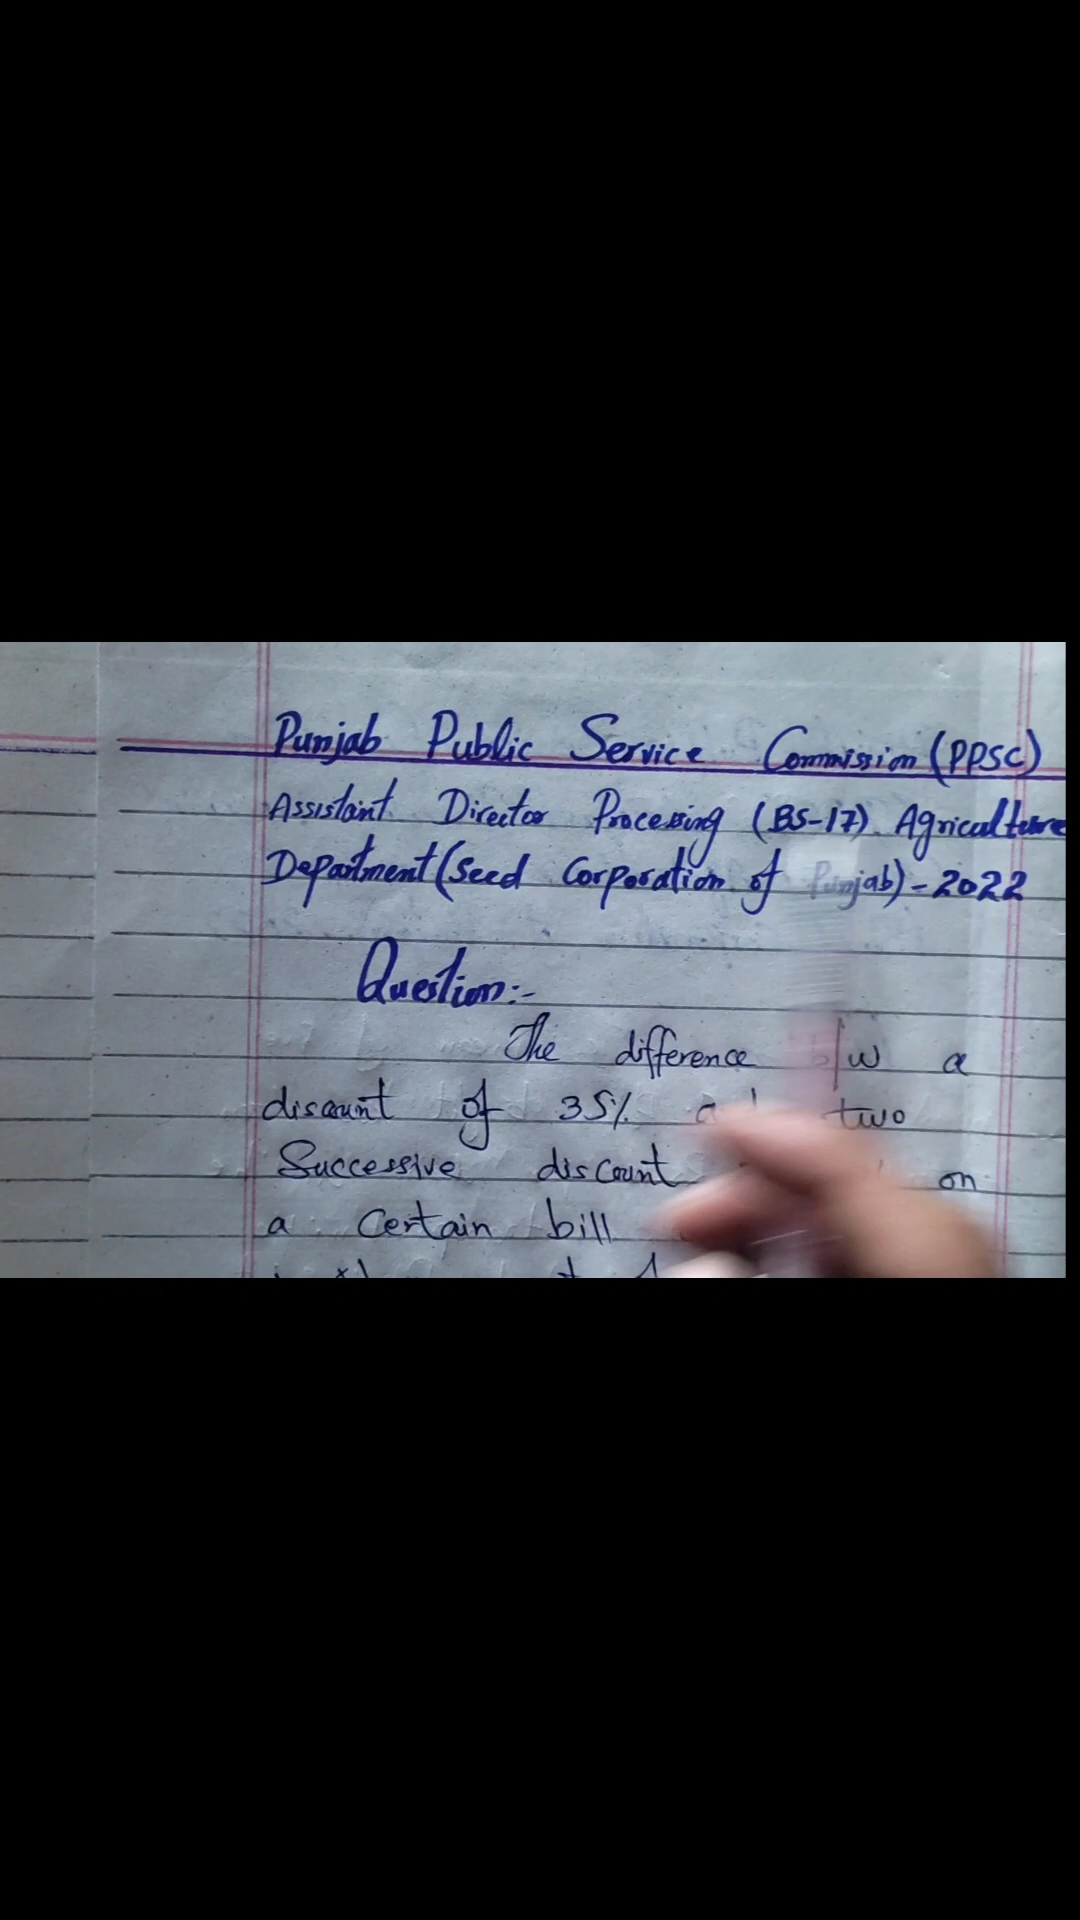 Punjab Public Service Commission (PPSC)
Assistant Director Processing (BS-17) Agriculture
Department (Seed Corporation of Punjab) - 2022
Question:-
The difference b/w a
discount of 35% two
Successive discount on
a certain bill